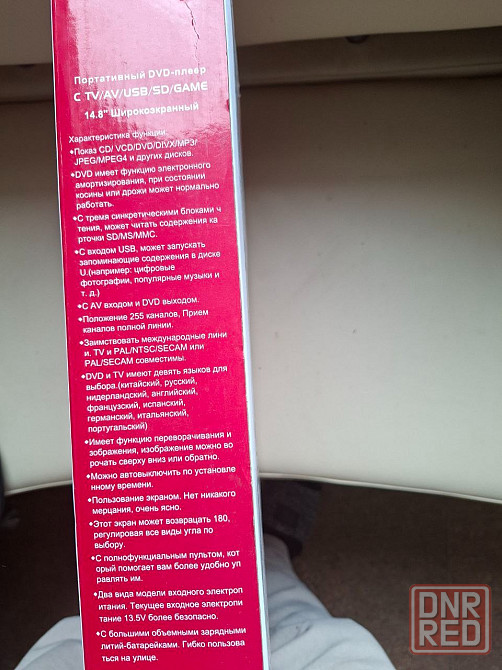 Портативный DVD-плеер
С TV/AV/USB/SD/GAME
14.8" Широкоэкранный
Характеристика функции:
•Показ CD/ VCD/DVD/DIVX/MP3/
JPEG/MPEG4 и других дисков.
•DVD имеет функцию электронного
амортизирования, при состоянии
косины или дрожи может нормально
работать.
•С тремя синкретическими блоками ч
тения, может читать содержения ка
рточки SD/MS/MMC.
•С входом USB, может запускать
запоминающие содержения в диске
U.(например: цифровые
фотографии, популярные музыки и
т. д.)
•С AV входом и DVD выходом.
•Положение 255 каналов, Прием
каналов полной линии.
•Заимствовать международные лини
и. TV и PAL/NTSC/SECAM или
PAL/SECAM совместимы.
•DVD и TV имеют девять языков для
выбора.(китайский, русский,
нидерландский, английский,
французский, испанский,
германский, итальянский,
португальский)
•Имеет функцию переворачивания и
зображения, изображение можно во
рочать сверху вниз или обратно.
•Можно автовыключить по установле
нному времени.
•Пользование экраном. Нет никакого
мерцания, очень ясно.
•Этот экран может возвращать 180,
регулировая все виды угла по
выбору.
•С полнофункциальным пультом, кот
орый помогает вам более удобно уп
равлять им.
•Два вида модели входного электроп
итания. Текущее входное электропи
тание 13.5V более безопасно.
•С большими объемными зарядными
литий-батарейками. Гибко пользова
ться на улице.
DNR
RED